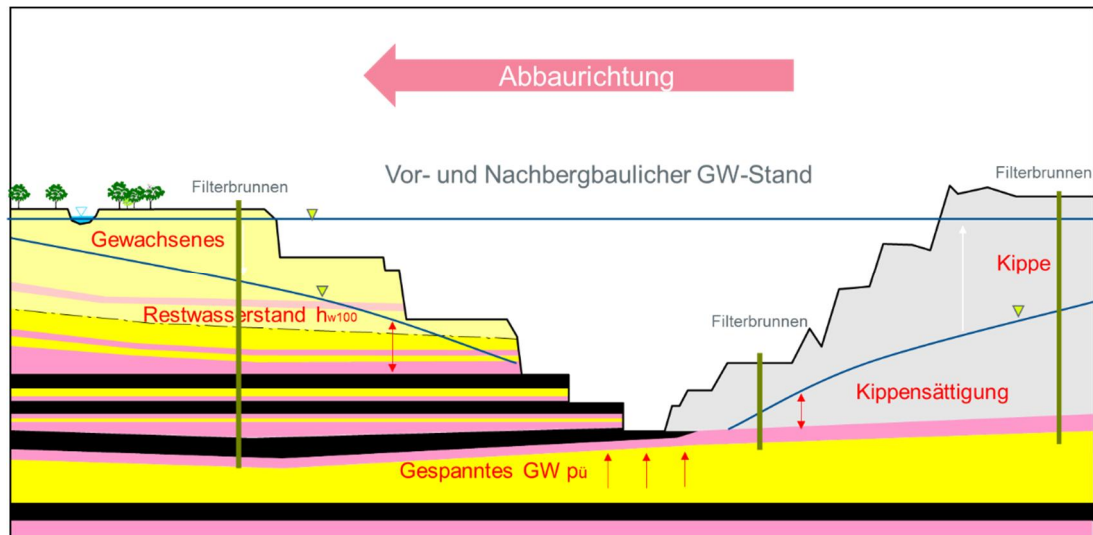 Abbaurichtung
Vor- und Nachbergbaulicher GW-Stand
Filterbrunnen
Filterbrunnen
Gewachsenes
Kippe
Restwasserstand hw100
Filterbrunnen
Kippensättigung
Gespanntes GW pü